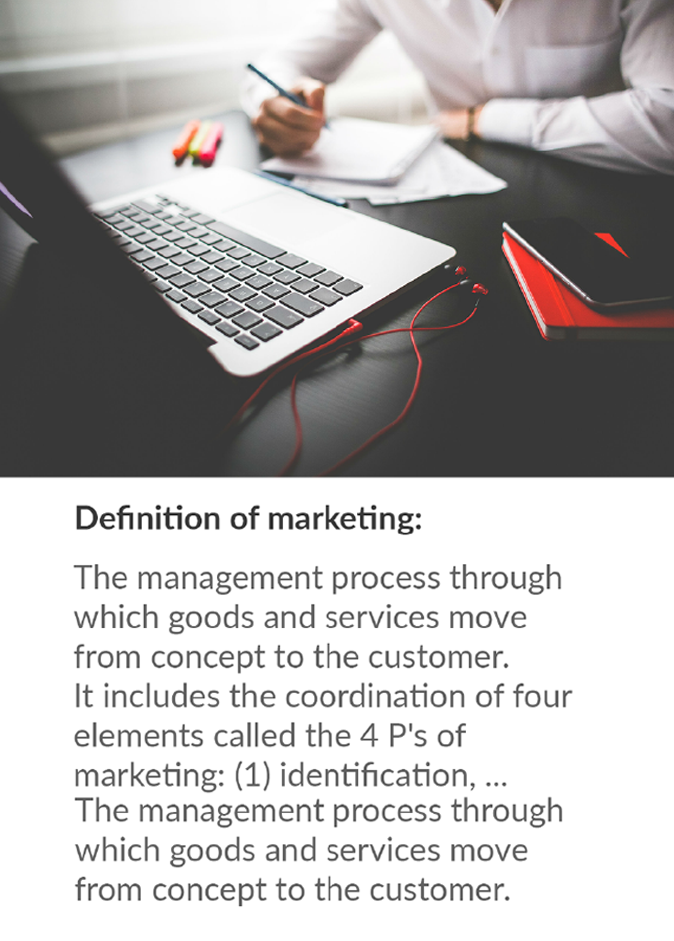 Definition of marketing:
The management process through
which goods and services move
from concept to the customer.
It includes the coordination of four
elements called the 4 P's of
marketing: (1) identification, ...
The management process through
which goods and services move
from concept to the customer.